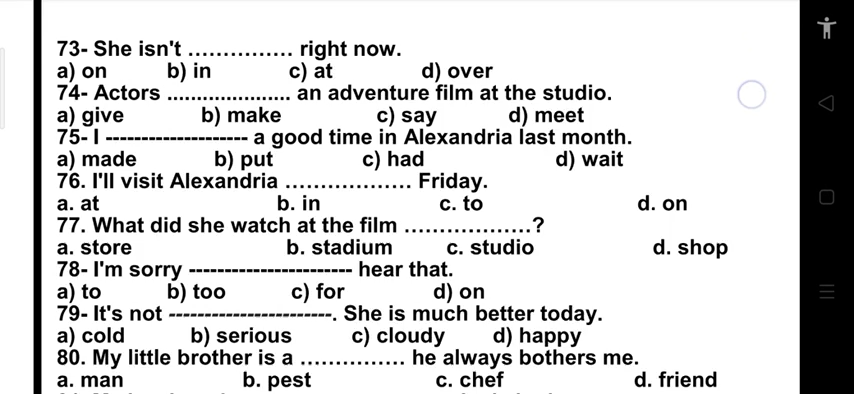 73- She isn't .............. right now.
a) on b) in c) at d) over
74- Actors ..................... an adventure film at the studio.
a) give b) make c) say d) meet
75- I -------------------- a good time in Alexandria last month.
a) made b) put c) had d) wait
76. I'll visit Alexandria .................. Friday.
a. at b. in c. to d. on
77. What did she watch at the film ..................?
a. store b. stadium c. studio d. shop
78- I'm sorry ----------------------- hear that.
a) to b) too c) for d) on
79- It's not -----------------------. She is much better today.
a) cold b) serious c) cloudy d) happy
80. My little brother is a ............... he always bothers me.
a. man b. pest c. chef d. friend